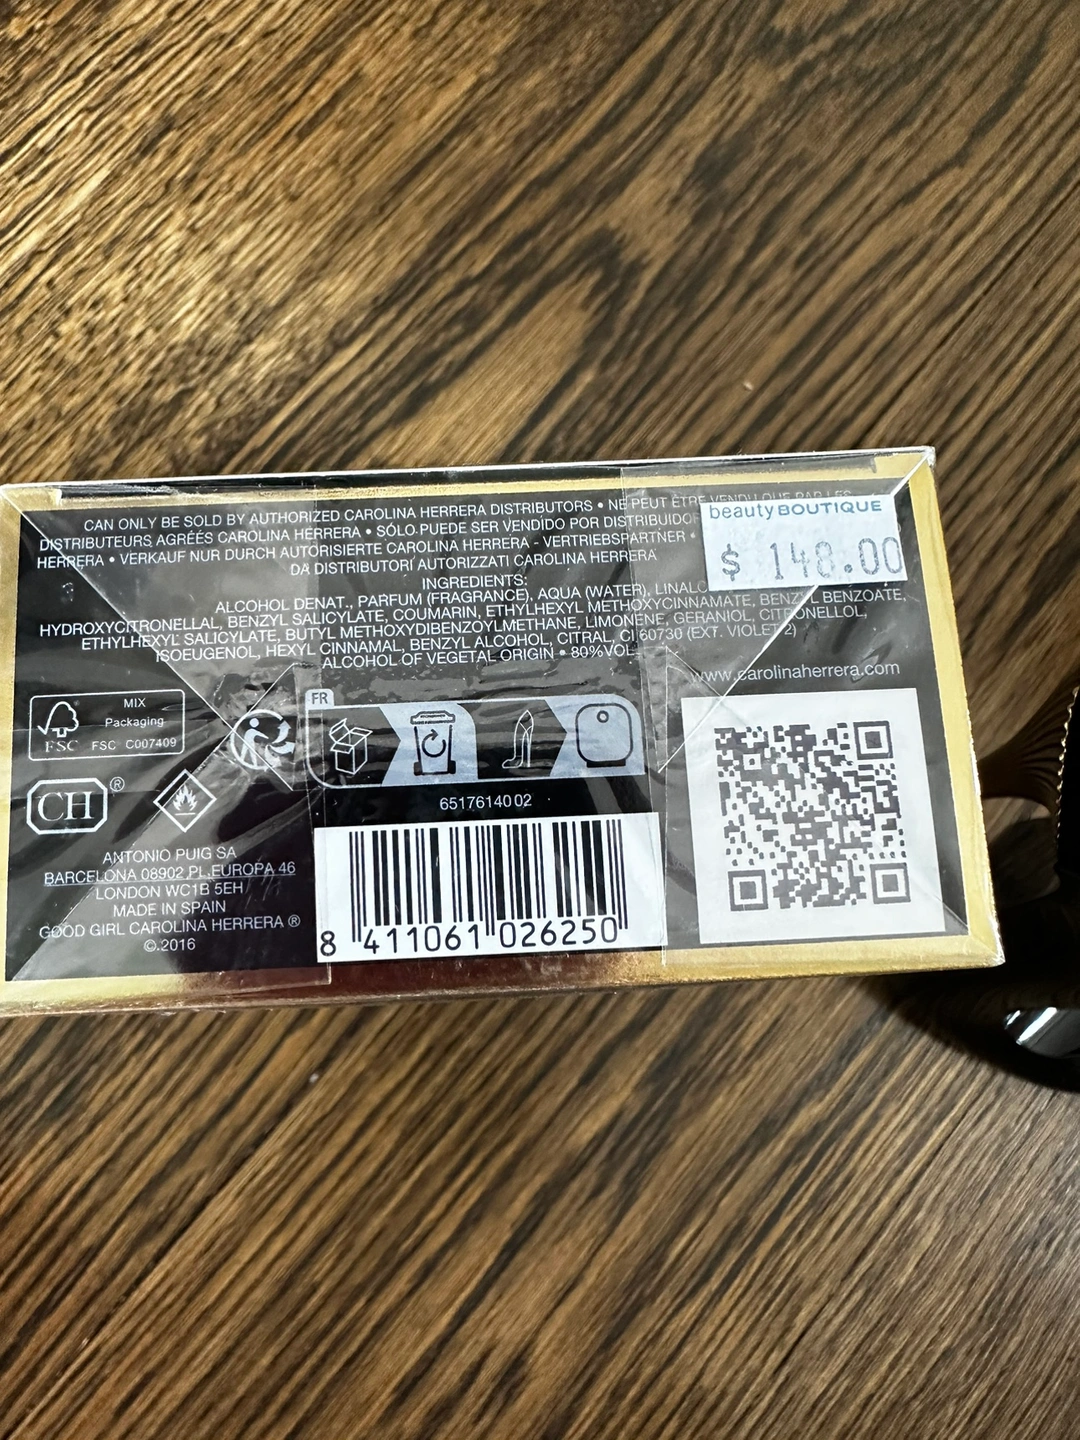 CAN ONLY BE SOLD BY AUTHORIZED CAROLINA HERRERA DISTRIBUTORS • NE PEUT ÊTRE VENDU QUE PAR LES
DISTRIBUTEURS AGRÉÉS CAROLINA HERRERA • SÓLO PUEDE SER VENDIDO POR DISTRIBUIDOR
HERRERA • VERKAUF NUR DURCH AUTORISIERTE CAROLINA HERRERA - VERTRIEBSPARTNER •
DA DISTRIBUTORI AUTORIZZATI CAROLINA HERRERA
beauty BOUTIQUE
$ 148.00
INGREDIENTS:
ALCOHOL DENAT., PARFUM (FRAGRANCE), AQUA (WATER),
HYDROXYCITRONELLAL, BENZYL SALICYLATE, COUMARIN, ETHYLHEXYL METHOXYCINNAMATE, BENZYL BENZOATE,
ETHYLHEXYL SALICYLATE, BUTYL METHOXYDIBENZOYLMETHANE, LIMONENE, GERANIOL, CITRONELLOL,
ISOEUGENOL, HEXYL CINNAMAL, BENZYL ALCOHOL, CITRAL, CI 60730 (EXT. VIOLET 2)
ALCOHOL OF VEGETAL ORIGIN • 80%VOL.
www.carolinaherrera.com
FSC
MIX
Packaging
FSC C007409
FR
CH®
65176140 02
ANTONIO PUIG SA
BARCELONA 08902 PL.EUROPA 46
LONDON WC1B 5EH
MADE IN SPAIN
GOOD GIRL CAROLINA HERRERA ®
©.2016
8 411061 026250